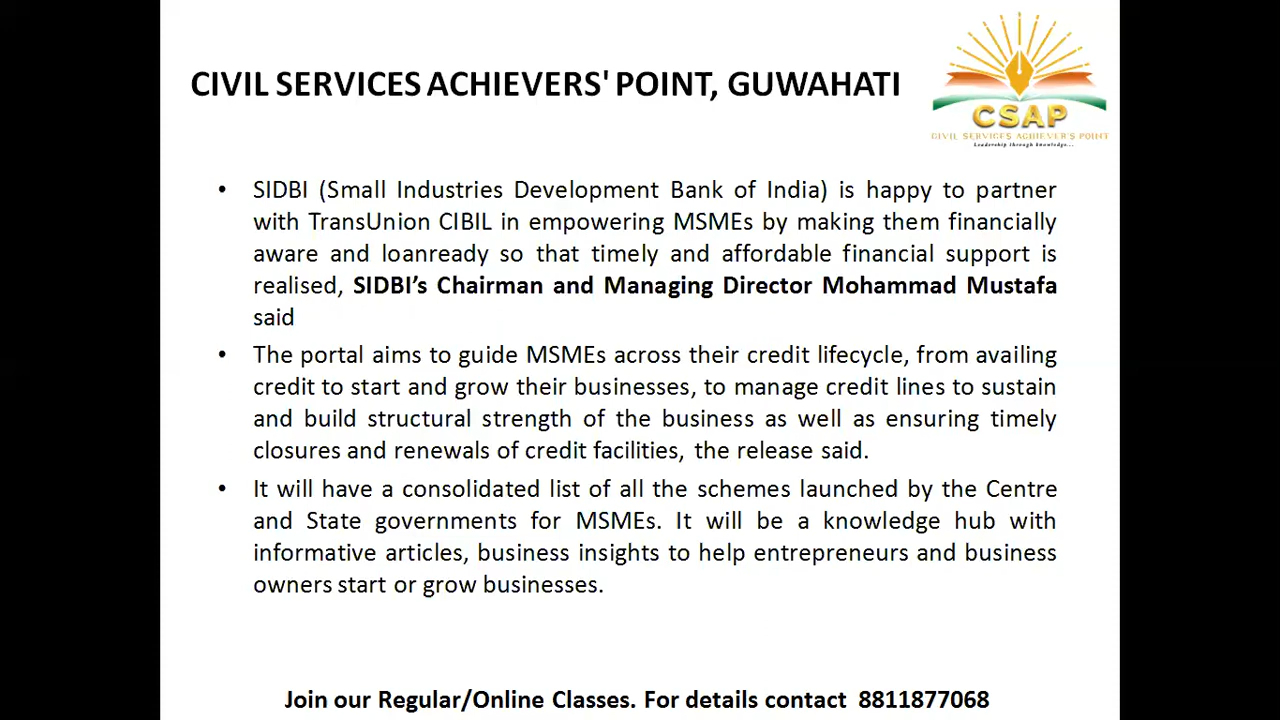 CIVIL SERVICES ACHIEVERS' POINT, GUWAHATI
CSAP
CIVIL SERVICES ACHIEVER'S POINT
Leadership through knowledge...
• SIDBI (Small Industries Development Bank of India) is happy to partner
with TransUnion CIBIL in empowering MSMEs by making them financially
aware and loanready so that timely and affordable financial support is
realised, SIDBI’s Chairman and Managing Director Mohammad Mustafa
said
• The portal aims to guide MSMEs across their credit lifecycle, from availing
credit to start and grow their businesses, to manage credit lines to sustain
and build structural strength of the business as well as ensuring timely
closures and renewals of credit facilities, the release said.
• It will have a consolidated list of all the schemes launched by the Centre
and State governments for MSMEs. It will be a knowledge hub with
informative articles, business insights to help entrepreneurs and business
owners start or grow businesses.
Join our Regular/Online Classes. For details contact 8811877068